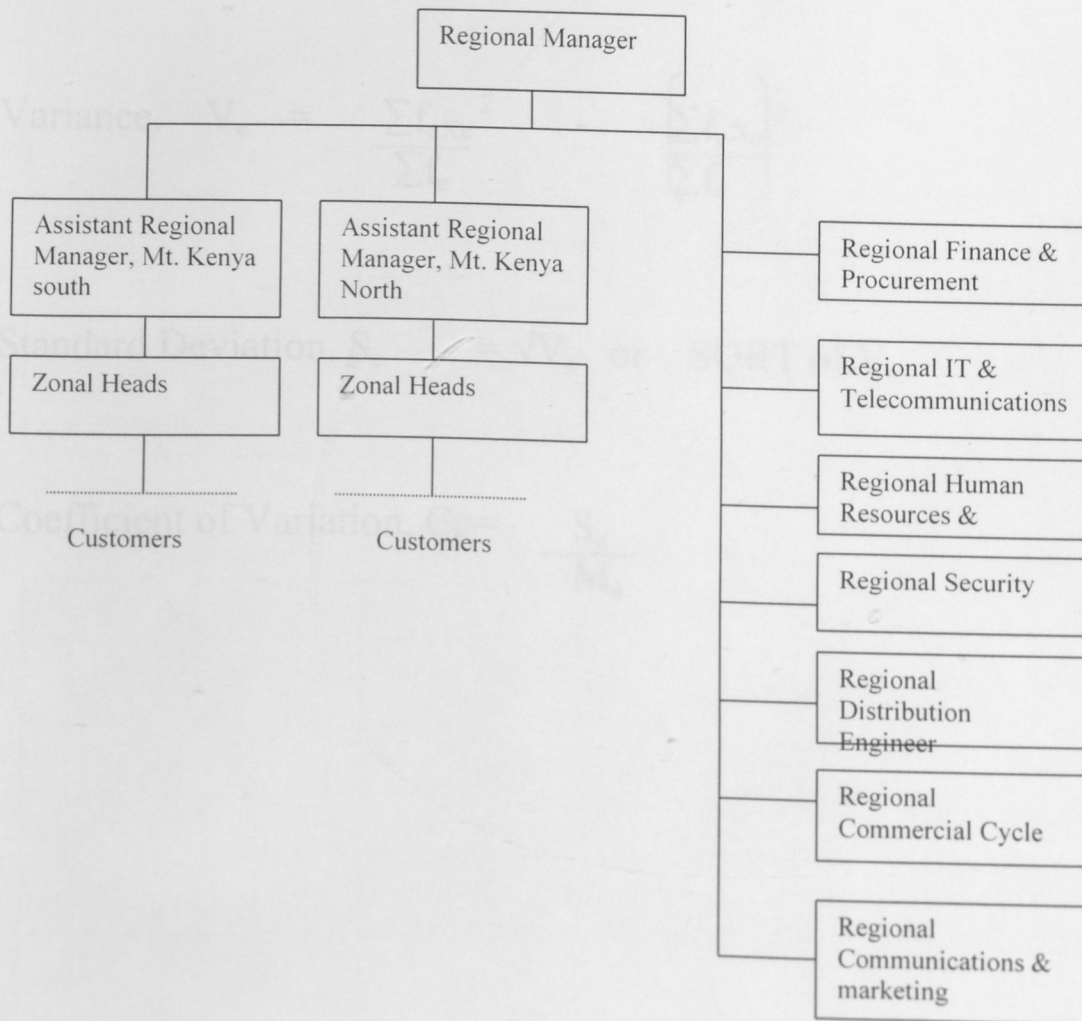 Regional Manager
Assistant Regional
Manager, Mt. Kenya
south
Assistant Regional
Manager, Mt. Kenya
North
Zonal Heads
Zonal Heads
Customers
Customers
Regional Finance &
Procurement
Regional IT &
Telecommunications
Regional Human
Resources &
Regional Security
Regional
Distribution
Engineer
Regional
Commercial Cycle
Regional
Communications &
marketing
Variance,
Standard Deviation,
or
Coefficient of Variation,